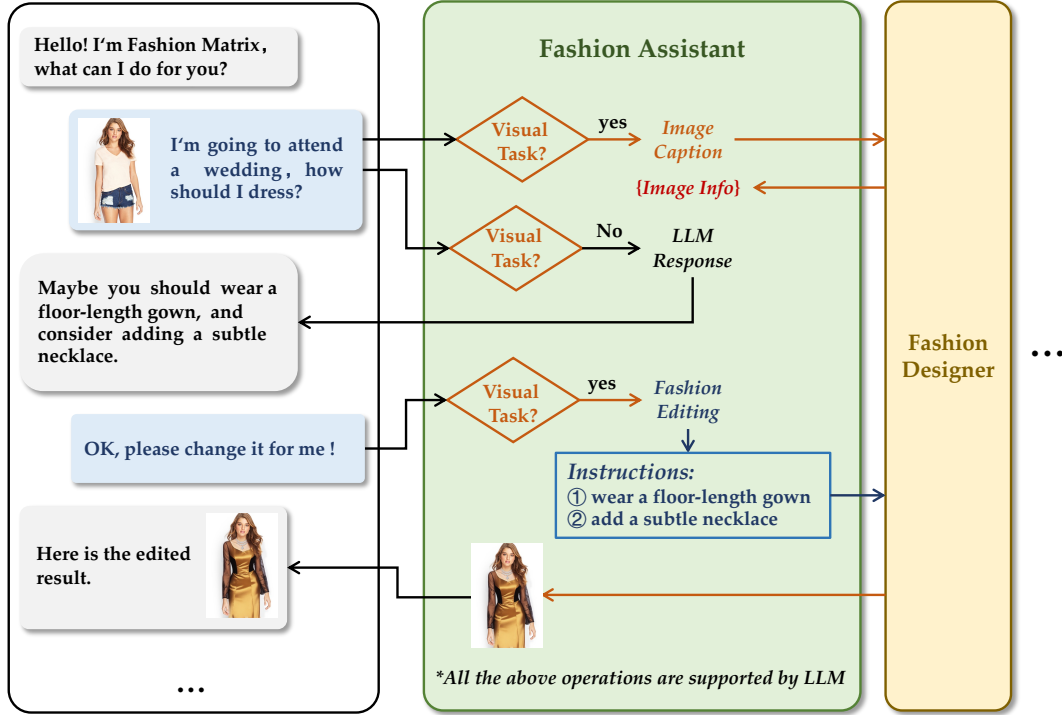 Hello! I'm Fashion Matrix,
what can I do for you?
I'm going to attend
a wedding, how
should I dress?
Maybe you should wear a
floor-length gown, and
consider adding a subtle
necklace.
OK, please change it for me !
Here is the edited
result.
...
Fashion Assistant
Visual
Task?
yes
Image
Caption
{Image Info}
Visual
Task?
No
LLM
Response
Visual
Task?
yes
Fashion
Editing
Instructions:
① wear a floor-length gown
② add a subtle necklace
*All the above operations are supported by LLM
Fashion
Designer
...